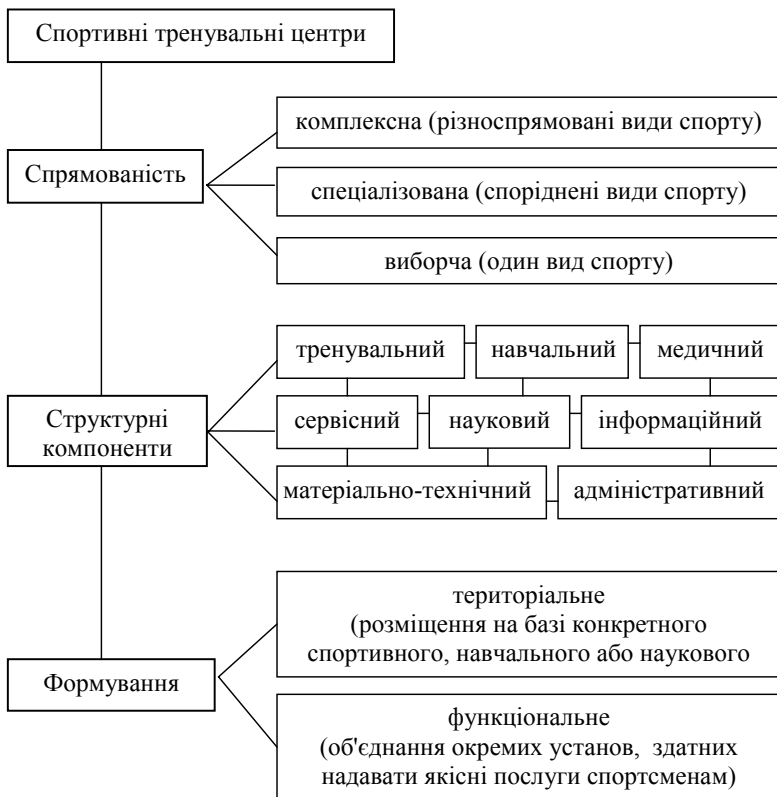 Спортивні тренувальні центри
комплексна (різноспрямовані види спорту)
Спрямованість
спеціалізована (споріднені види спорту)
виборча (один вид спорту)
тренувальний навчальний медичний
Структурні
компоненти
сервісний науковий інформаційний
матеріально-технічний адміністративний
територіальне
(розміщення на базі конкретного
спортивного, навчального або наукового
Формування
функціональне
(об'єднання окремих установ, здатних
надавати якісні послуги спортсменам)